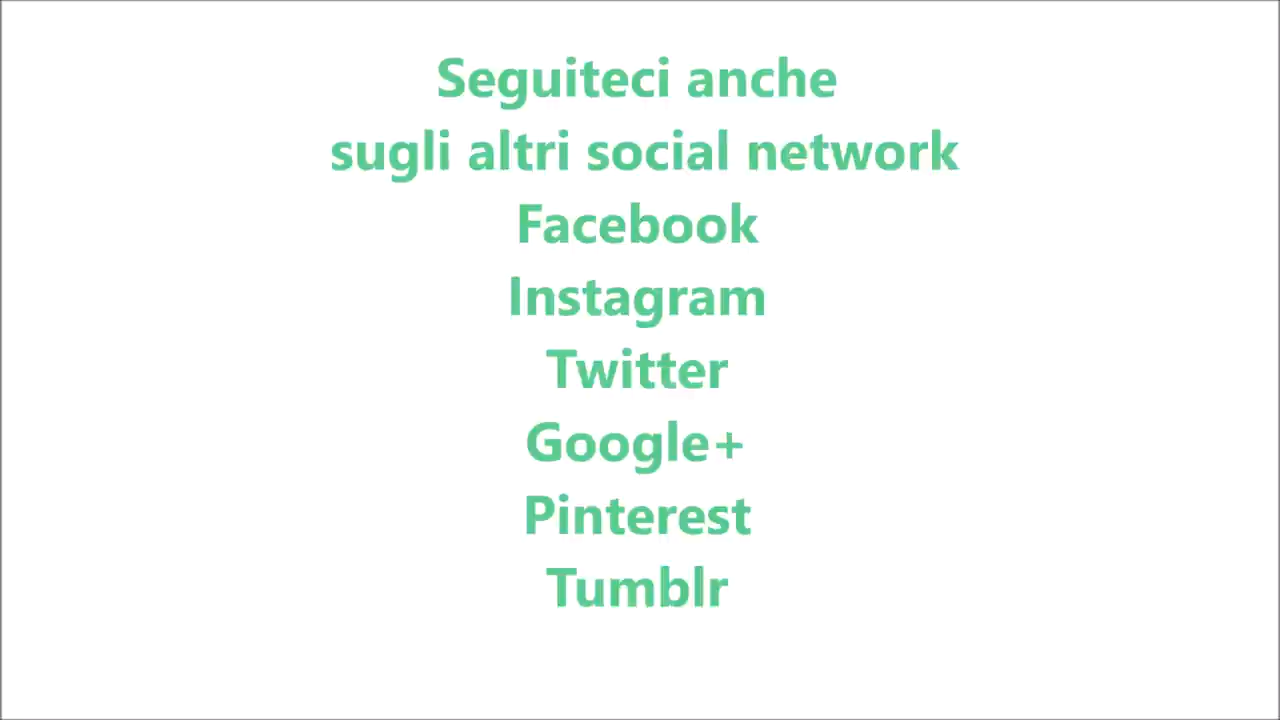 Seguiteci anche
sugli altri social network
Facebook
Instagram
Twitter
Google+
Pinterest
Tumblr